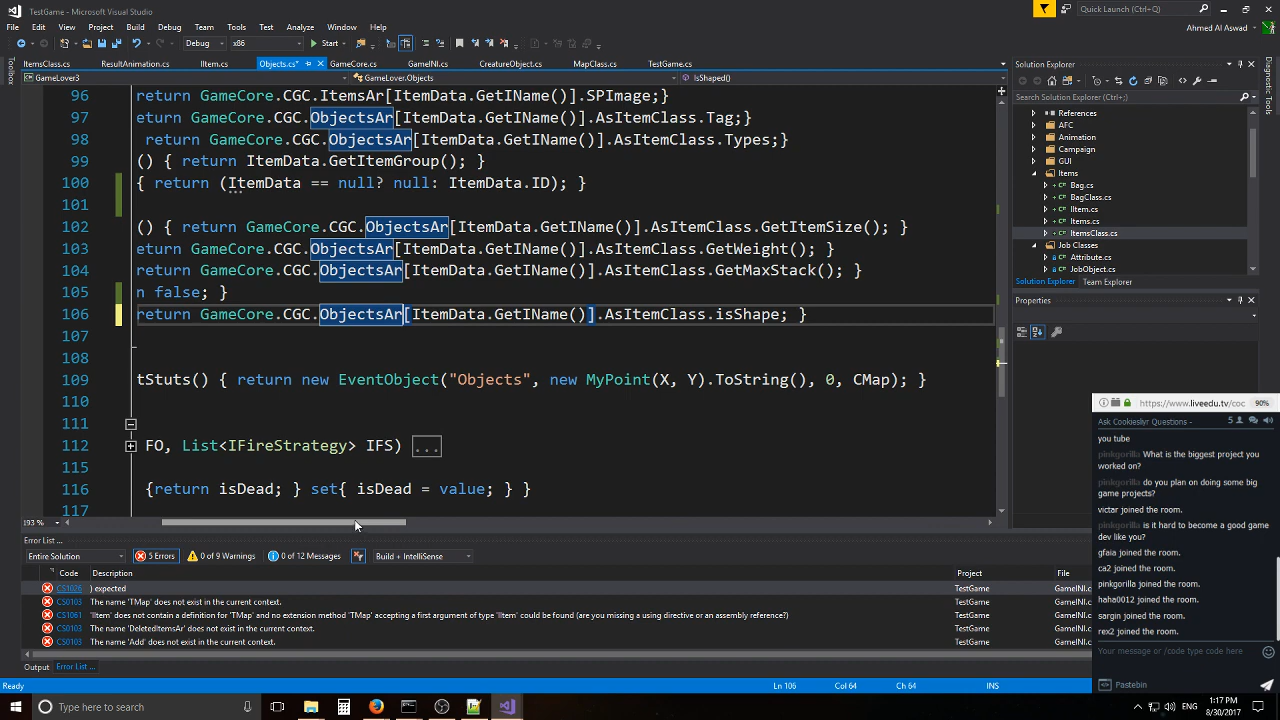 TestGame - Microsoft Visual Studio
Quick Launch (Ctrl+Q)
File Edit View Project Build Debug Team Tools Test Analyze Window Help
Ahmed Al Aswad
Debug x86 Start
ItemsClass.cs ResultAnimation.cs IItem.cs Objects.cs* GameCore.cs GameINI.cs CreatureObject.cs MapClass.cs TestGame.cs
GameLover3 GameLover.Objects IsShaped()
Toolbox
Diagnostic Tools
96 return GameCore.CGC.ItemsAr[ItemData.GetIName()].SPImage;}
97 eturn GameCore.CGC.ObjectsAr[ItemData.GetIName()].AsItemClass.Tag;}
98 return GameCore.CGC.ObjectsAr[ItemData.GetIName()].AsItemClass.Types;}
99 () { return ItemData.GetItemGroup(); }
100 { return (ItemData == null? null: ItemData.ID); }
101
102 () { return GameCore.CGC.ObjectsAr[ItemData.GetIName()].AsItemClass.GetItemSize(); }
103 eturn GameCore.CGC.ObjectsAr[ItemData.GetIName()].AsItemClass.GetWeight(); }
104 return GameCore.CGC.ObjectsAr[ItemData.GetIName()].AsItemClass.GetMaxStack(); }
105 n false; }
106 return GameCore.CGC.ObjectsAr[ItemData.GetIName()].AsItemClass.isShape; }
107
108
109 tStuts() { return new EventObject("Objects", new MyPoint(X, Y).ToString(), 0, CMap); }
110
111
112 FO, List<IFireStrategy> IFS) ...
115
116 {return isDead; } set{ isDead = value; } }
117
193 %
Solution Explorer
Search Solution Explorer (Ctrl+;)
References
AFC
Animation
Campaign
GUI
Items
Bag.cs
BagClass.cs
IItem.cs
Items.cs
ItemsClass.cs
Job Classes
Attribute.cs
JobObject.cs
Solution Explorer Team Explorer
Properties
Error List ...
Entire Solution 5 Errors 0 of 9 Warnings 0 of 12 Messages Build + IntelliSense
Code Description Project File
CS1026 ) expected TestGame GameINI.c
CS0103 The name 'TMap' does not exist in the current context. TestGame GameINI.c
CS1061 'IItem' does not contain a definition for 'TMap' and no extension method 'TMap' accepting a first argument of type 'IItem' could be found (are you missing using directive or an assembly reference?) TestGame GameINI.c
CS0103 The name 'DeletedItemsAr' does not exist in the current context. TestGame GameINI.c
CS0103 The name 'Add' does not exist in the current context. TestGame GameINI.c
Output Error List ...
Ready Ln 106 Col 64 Ch 64 INS
https://www.liveedu.tv/coc 90%
Ask Cookiesliyr Questions - 5
you tube
pinkgorilla What is the biggest project you
worked on?
pinkgorilla do you plan on doing some big
game projects?
victar joined the room.
pinkgorilla is it hard to become a good game
dev like you?
gfaia joined the room.
ca2 joined the room.
pinkgorilla joined the room.
haha0012 joined the room.
sargin joined the room.
rex2 joined the room.
Your message or /code type code here
Pastebin
Type here to search
ENG
1:17 PM
8/30/2017